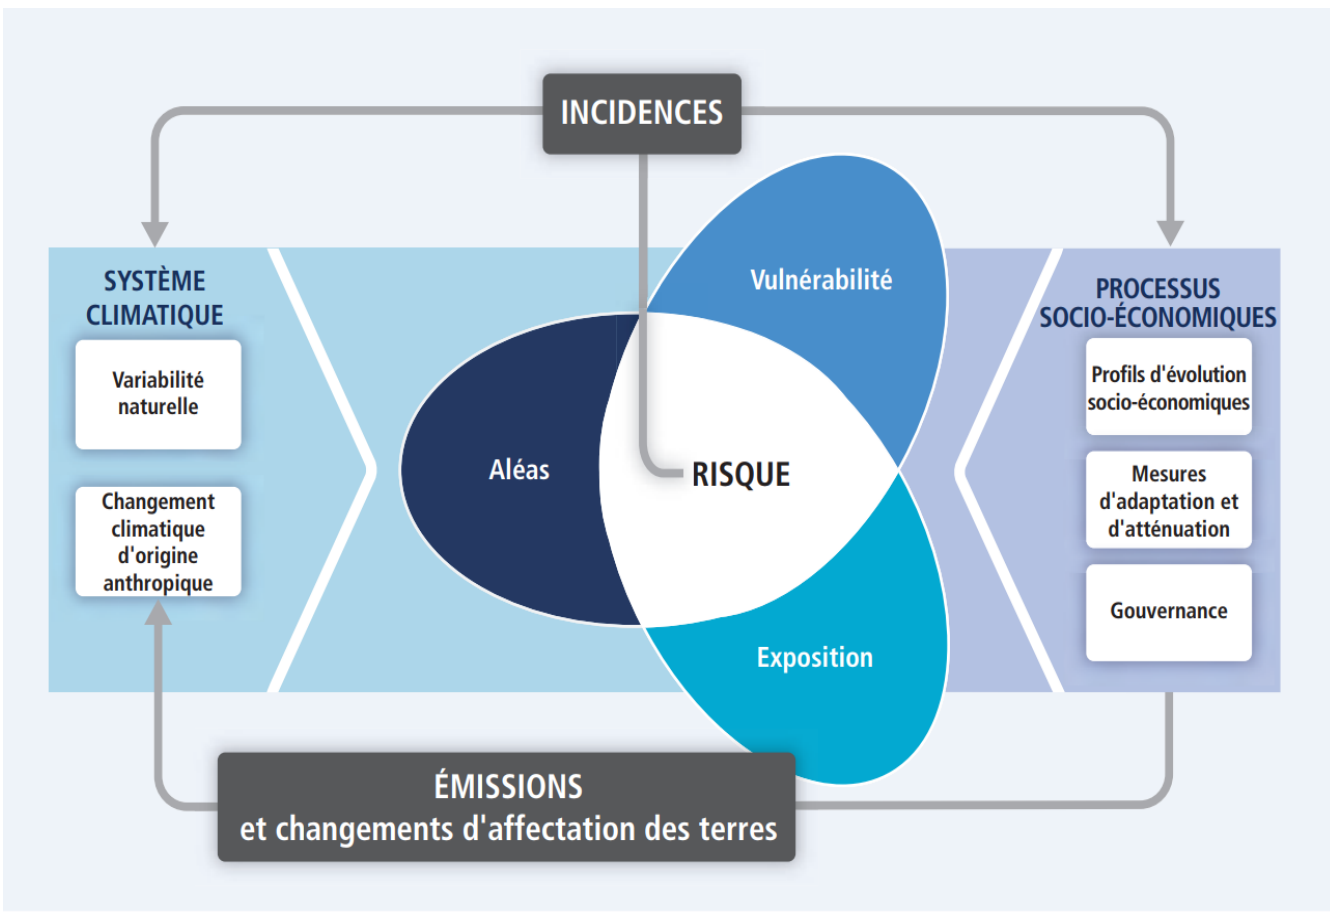 INCIDENCES
Vulnérabilité
SYSTÈME
CLIMATIQUE
Variabilité
naturelle
Changement
climatique
d'origine
anthropique
Aléas
RISQUE
Exposition
PROCESSUS
SOCIO-ÉCONOMIQUES
Profils d'évolution
socio-économiques
Mesures
d'adaptation et
d'atténuation
Gouvernance
ÉMISSIONS
et changements d'affectation des terres